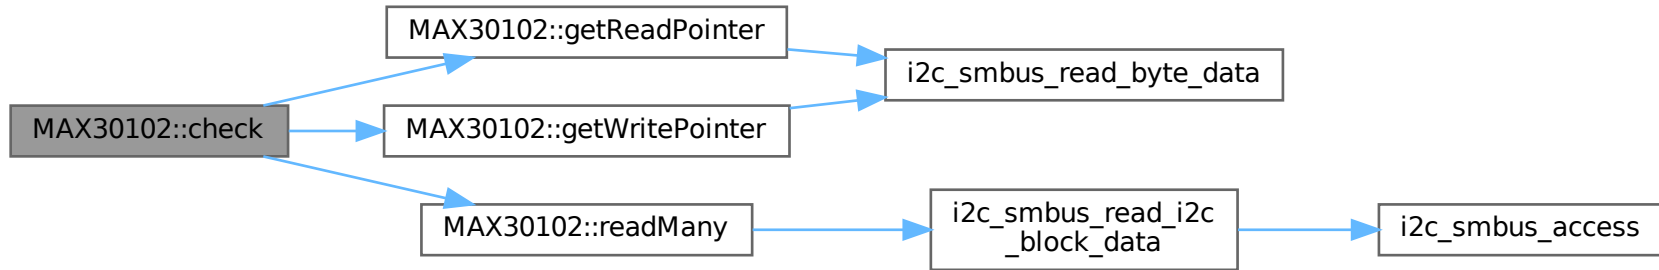 MAX30102::getReadPointer
i2c_smbus_read_byte_data
MAX30102::check
MAX30102::getWritePointer
MAX30102::readMany
i2c_smbus_read_i2c
_block_data
i2c_smbus_access